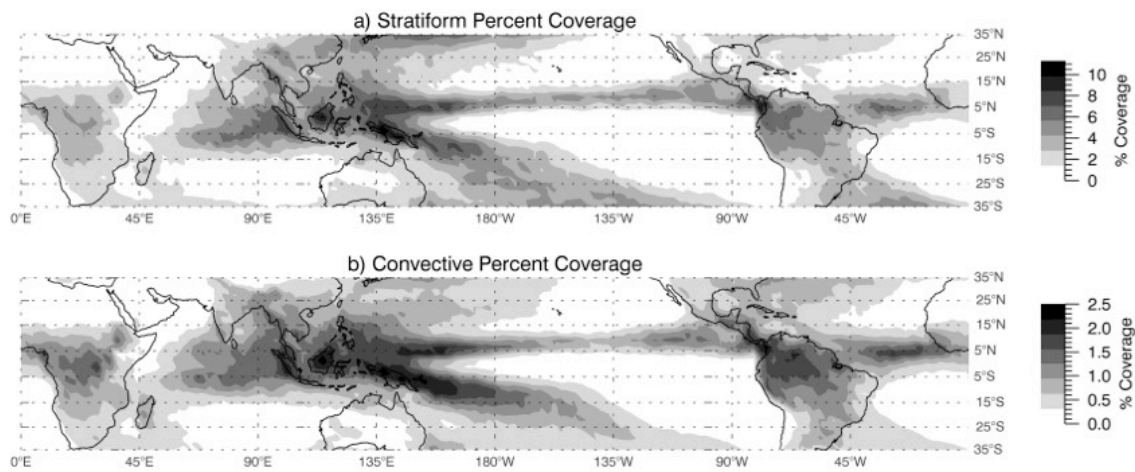 a) Stratiform Percent Coverage
35°N
25°N
15°N
5°N
5°S
15°S
25°S
35°S
0°E 45°E 90°E 135°E 180°W 135°W 90°W 45°W
10
8
6
4
2
0
% Coverage
b) Convective Percent Coverage
35°N
25°N
15°N
5°N
5°S
15°S
25°S
35°S
0°E 45°E 90°E 135°E 180°W 135°W 90°W 45°W
2.5
2.0
1.5
1.0
0.5
0.0
% Coverage